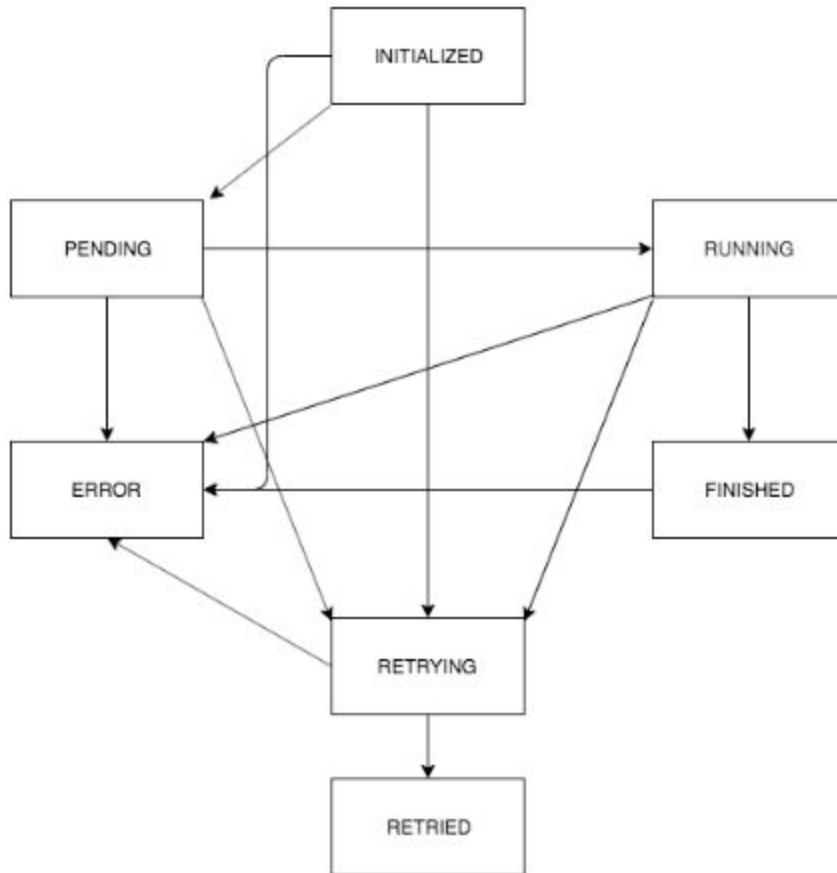 INITIALIZED
PENDING
RUNNING
ERROR
FINISHED
RETRYING
RETRIED